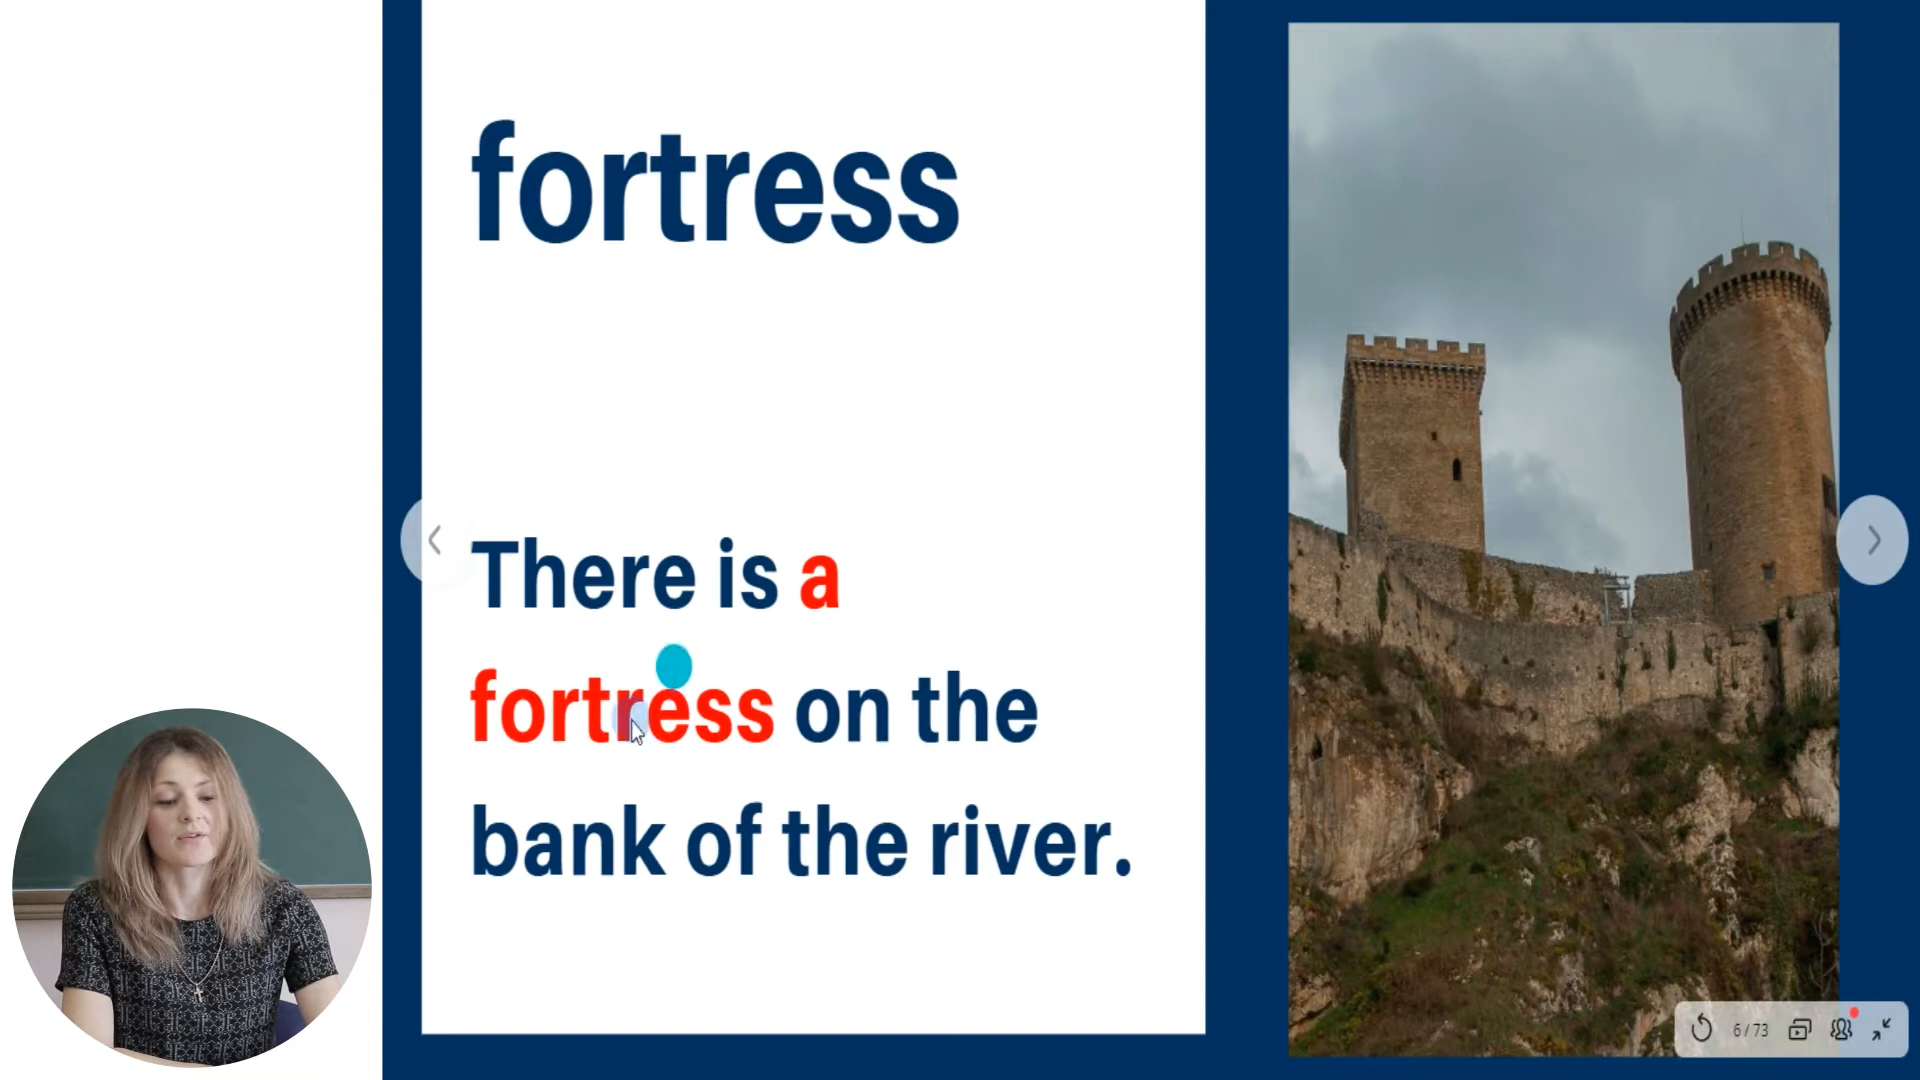 fortress
There is a
fortress on the
bank of the river.
6 / 73